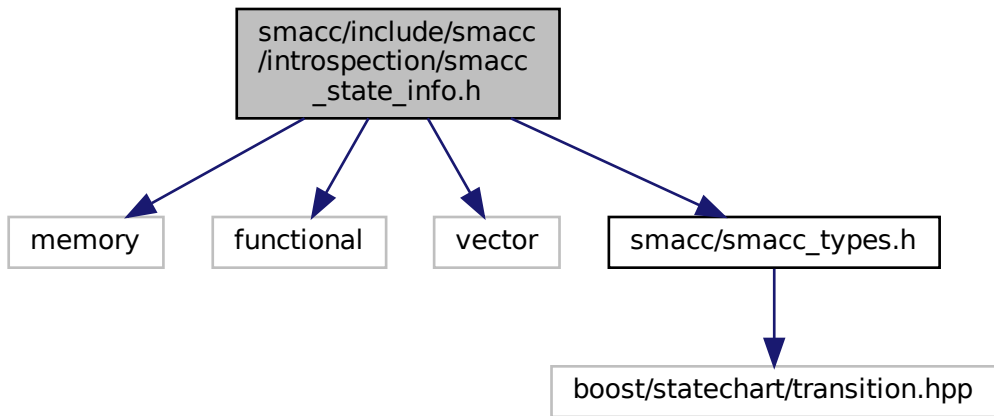 smacc/include/smacc
/introspection/smacc
_state_info.h
memory
functional
vector
smacc/smacc_types.h
boost/statechart/transition.hpp